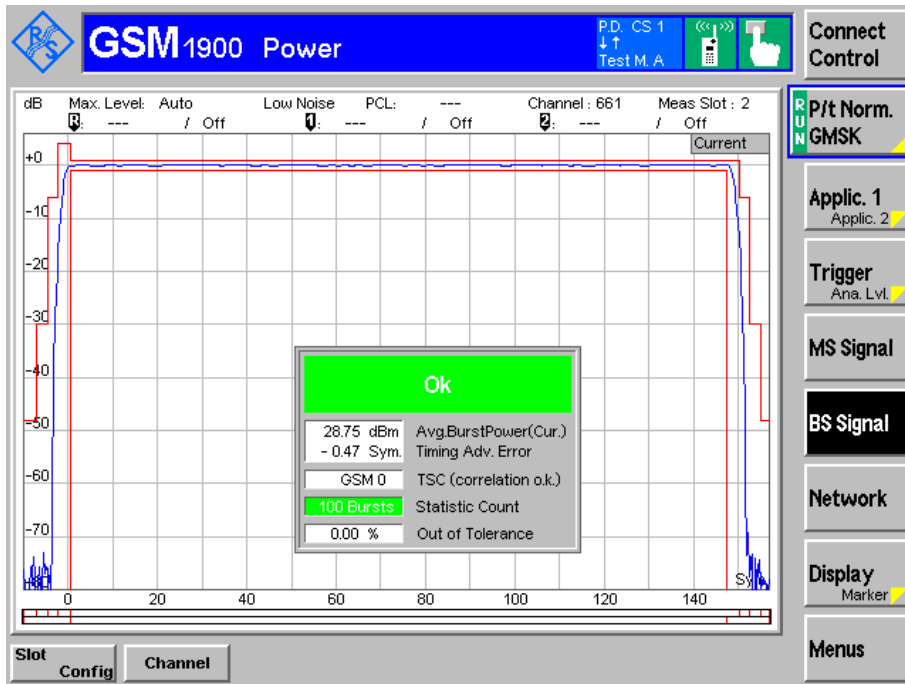 R&S
GSM 1900 Power
P.D. CS 1
Test M. A
Connect Control
dB Max. Level: Auto Low Noise PCL: --- Channel : 661 Meas Slot : 2
R: --- / Off 1: --- / Off 2: --- / Off
Current
RUN
P/t Norm. GMSK
Applic. 1
Applic. 2
Trigger
Ana. Lvl.
MS Signal
BS Signal
Network
Display
Marker
Menus
+0
-10
-20
-30
-40
-50
-60
-70
Ok
28.75 dBm Avg.BurstPower(Cur.)
- 0.47 Sym. Timing Adv. Error
GSM 0 TSC (correlation o.k.)
100 Bursts Statistic Count
0.00 % Out of Tolerance
0 20 40 60 80 100 120 140
Slot Config
Channel